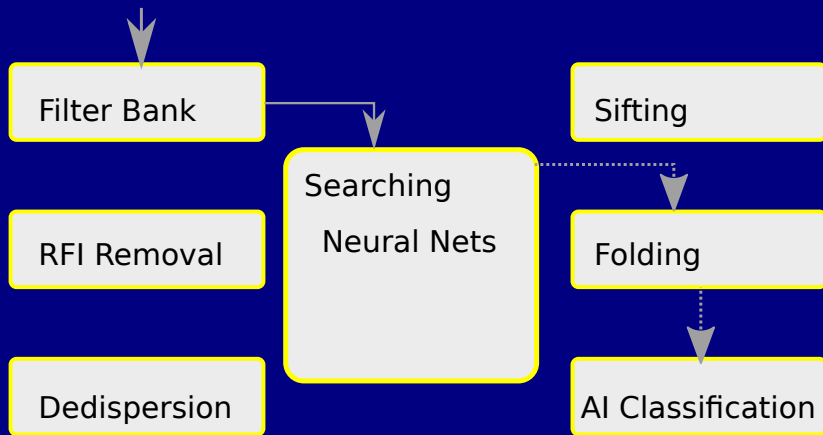 Filter Bank
RFI Removal
Dedispersion
Searching
Neural Nets
Sifting
Folding
AI Classification